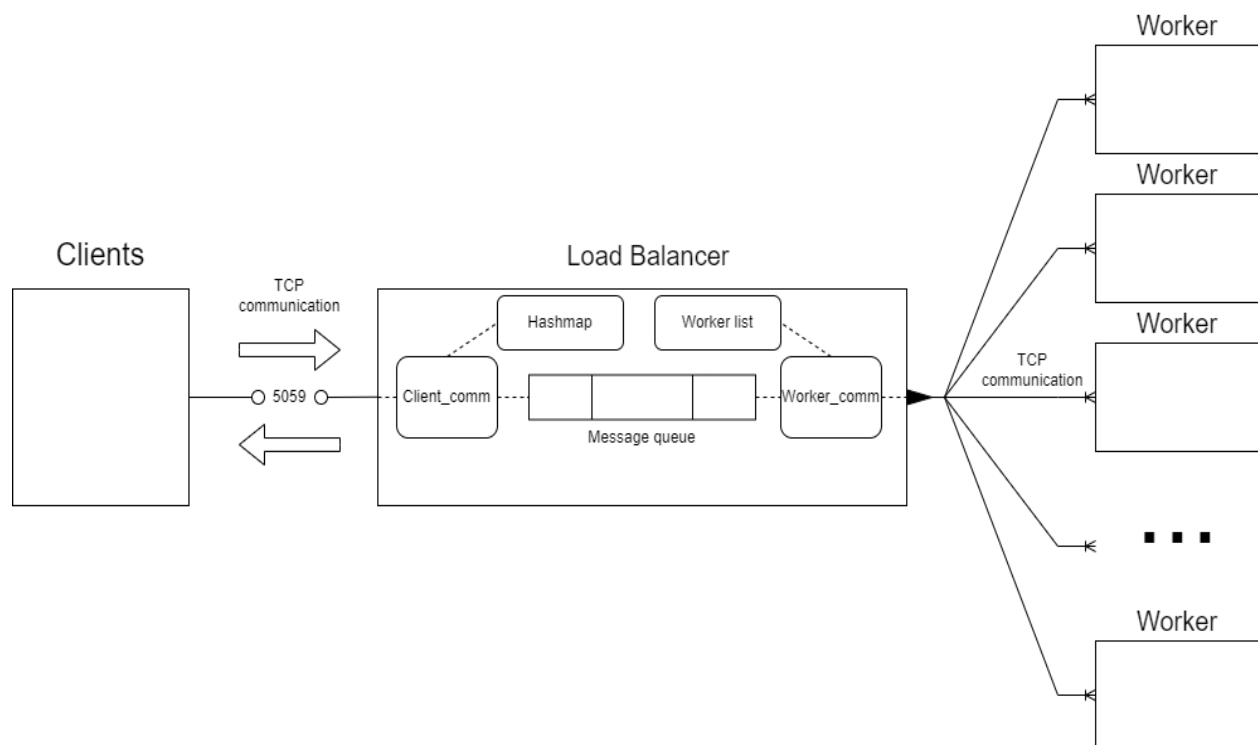 Clients
TCP
communication
5059
Load Balancer
Hashmap
Worker list
Client_comm
Worker_comm
Message queue
TCP
communication
Worker
Worker
Worker
...
Worker